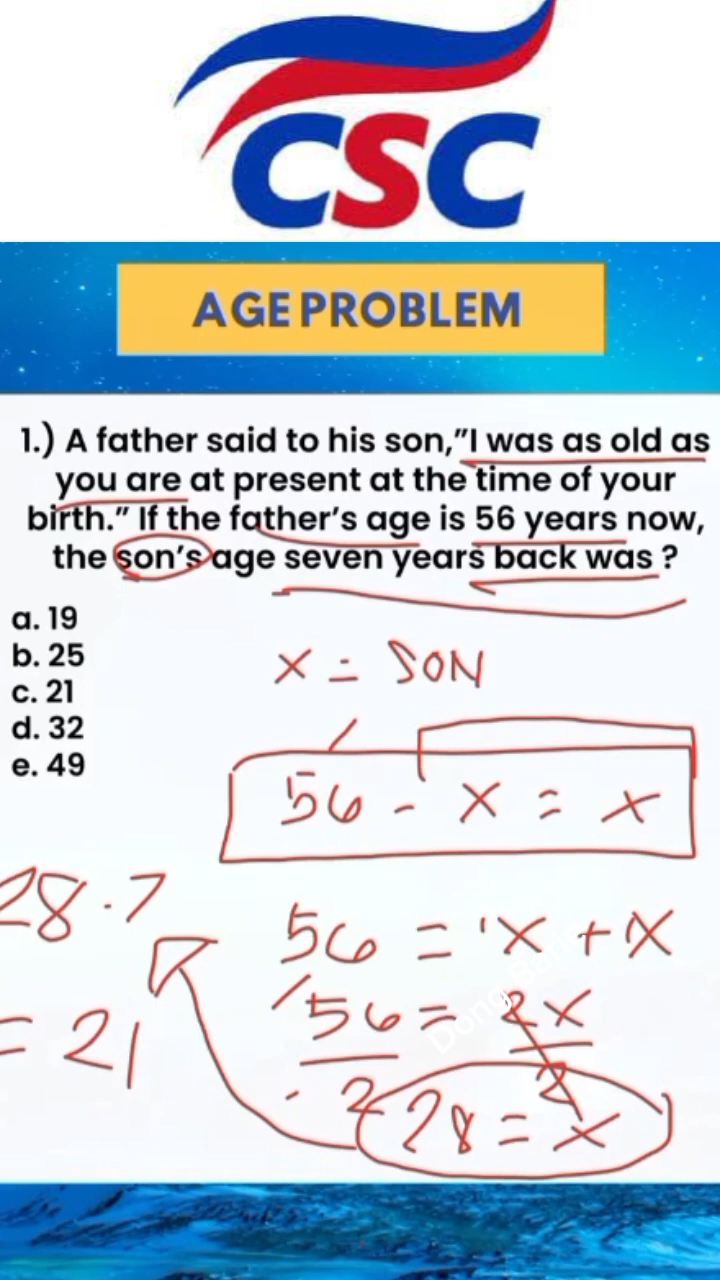 CSC
AGE PROBLEM
1.) A father said to his son,"I was as old as
you are at present at the time of your
birth." If the father's age is 56 years now,
the son's age seven years back was ?
a. 19
b. 25
c. 21
d. 32
e. 49
x = SON
56 - x = x
28 - 7
56 = x + x
= 21
56 = 2x
2 2
28 = x